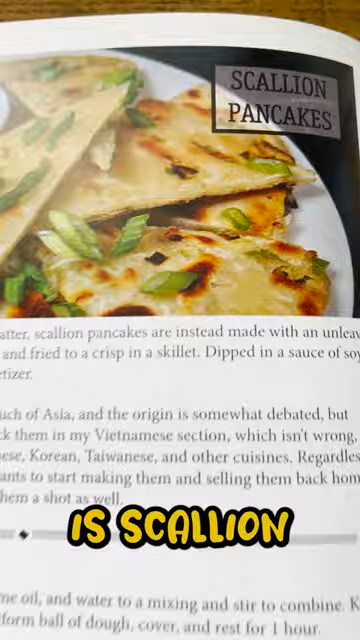 SCALLION
PANCAKES
atter, scallion pancakes are instead made with an unleav
and fried to a crisp in a skillet. Dipped in a sauce of soy
etizer.
uch of Asia, and the origin is somewhat debated, but
ck them in my Vietnamese section, which isn't wrong,
ese, Korean, Taiwanese, and other cuisines. Regardles
ants to start making them and selling them back hom
hem a shot as well.
IS SCALLION
me oil, and water to a mixing and stir to combine. K
iform ball of dough, cover, and rest for 1 hour.